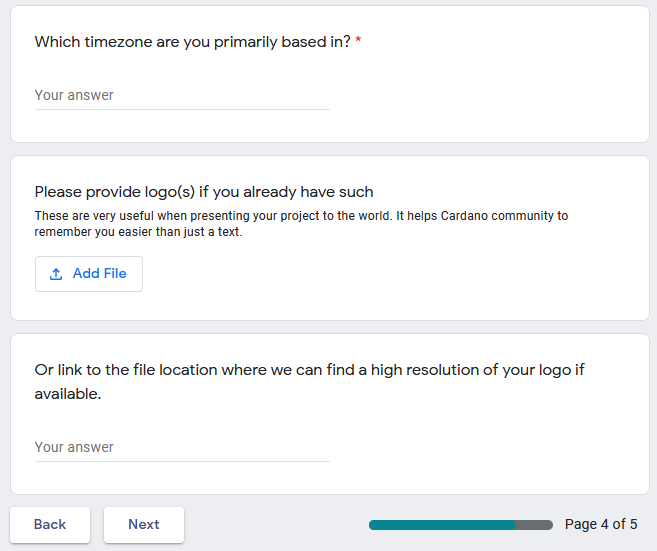 Which timezone are you primarily based in? *
Your answer
Please provide logo(s) if you already have such
These are very useful when presenting your project to the world. It helps Cardano community to
remember you easier than just a text.
Add File
Or link to the file location where we can find a high resolution of your logo if
available.
Your answer
Back Next Page 4 of 5